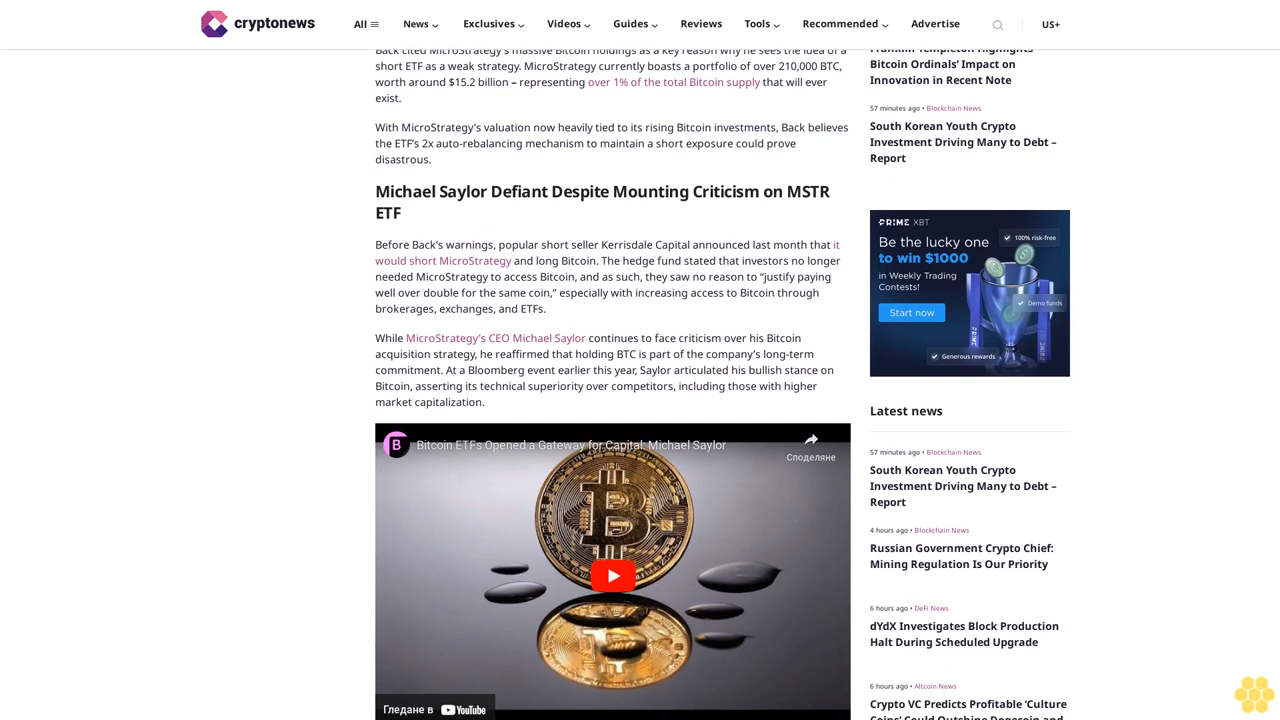 cryptonews
All
News
Exclusives
Videos
Guides
Reviews
Tools
Recommended
Advertise
US+
Back cited MicroStrategy's massive Bitcoin holdings as a key reason why he sees the idea of a
short ETF as a weak strategy. MicroStrategy currently boasts a portfolio of over 210,000 BTC,
worth around $15.2 billion – representing over 1% of the total Bitcoin supply that will ever
exist.
With MicroStrategy's valuation now heavily tied to its rising Bitcoin investments, Back believes
the ETF's 2x auto-rebalancing mechanism to maintain a short exposure could prove
disastrous.
Michael Saylor Defiant Despite Mounting Criticism on MSTR
ETF
Before Back's warnings, popular short seller Kerrisdale Capital announced last month that it
would short MicroStrategy and long Bitcoin. The hedge fund stated that investors no longer
needed MicroStrategy to access Bitcoin, and as such, they saw no reason to “justify paying
well over double for the same coin,” especially with increasing access to Bitcoin through
brokerages, exchanges, and ETFs.
While MicroStrategy's CEO Michael Saylor continues to face criticism over his Bitcoin
acquisition strategy, he reaffirmed that holding BTC is part of the company's long-term
commitment. At a Bloomberg event earlier this year, Saylor articulated his bullish stance on
Bitcoin, asserting its technical superiority over competitors, including those with higher
market capitalization.
B
Bitcoin ETFs Opened a Gateway for Capital: Michael Saylor
Споделяне
Гледане в YouTube
Franklin Templeton Highlights
Bitcoin Ordinals' Impact on
Innovation in Recent Note
57 minutes ago • Blockchain News
South Korean Youth Crypto
Investment Driving Many to Debt –
Report
PRIME XBT
Be the lucky one
to win $1000
in Weekly Trading
Contests!
Start now
100% risk-free
Demo funds
Generous rewards
Latest news
57 minutes ago • Blockchain News
South Korean Youth Crypto
Investment Driving Many to Debt –
Report
4 hours ago • Blockchain News
Russian Government Crypto Chief:
Mining Regulation Is Our Priority
6 hours ago • DeFi News
dYdX Investigates Block Production
Halt During Scheduled Upgrade
6 hours ago • Altcoin News
Crypto VC Predicts Profitable 'Culture
Coins' Could Outshine Dogecoin and